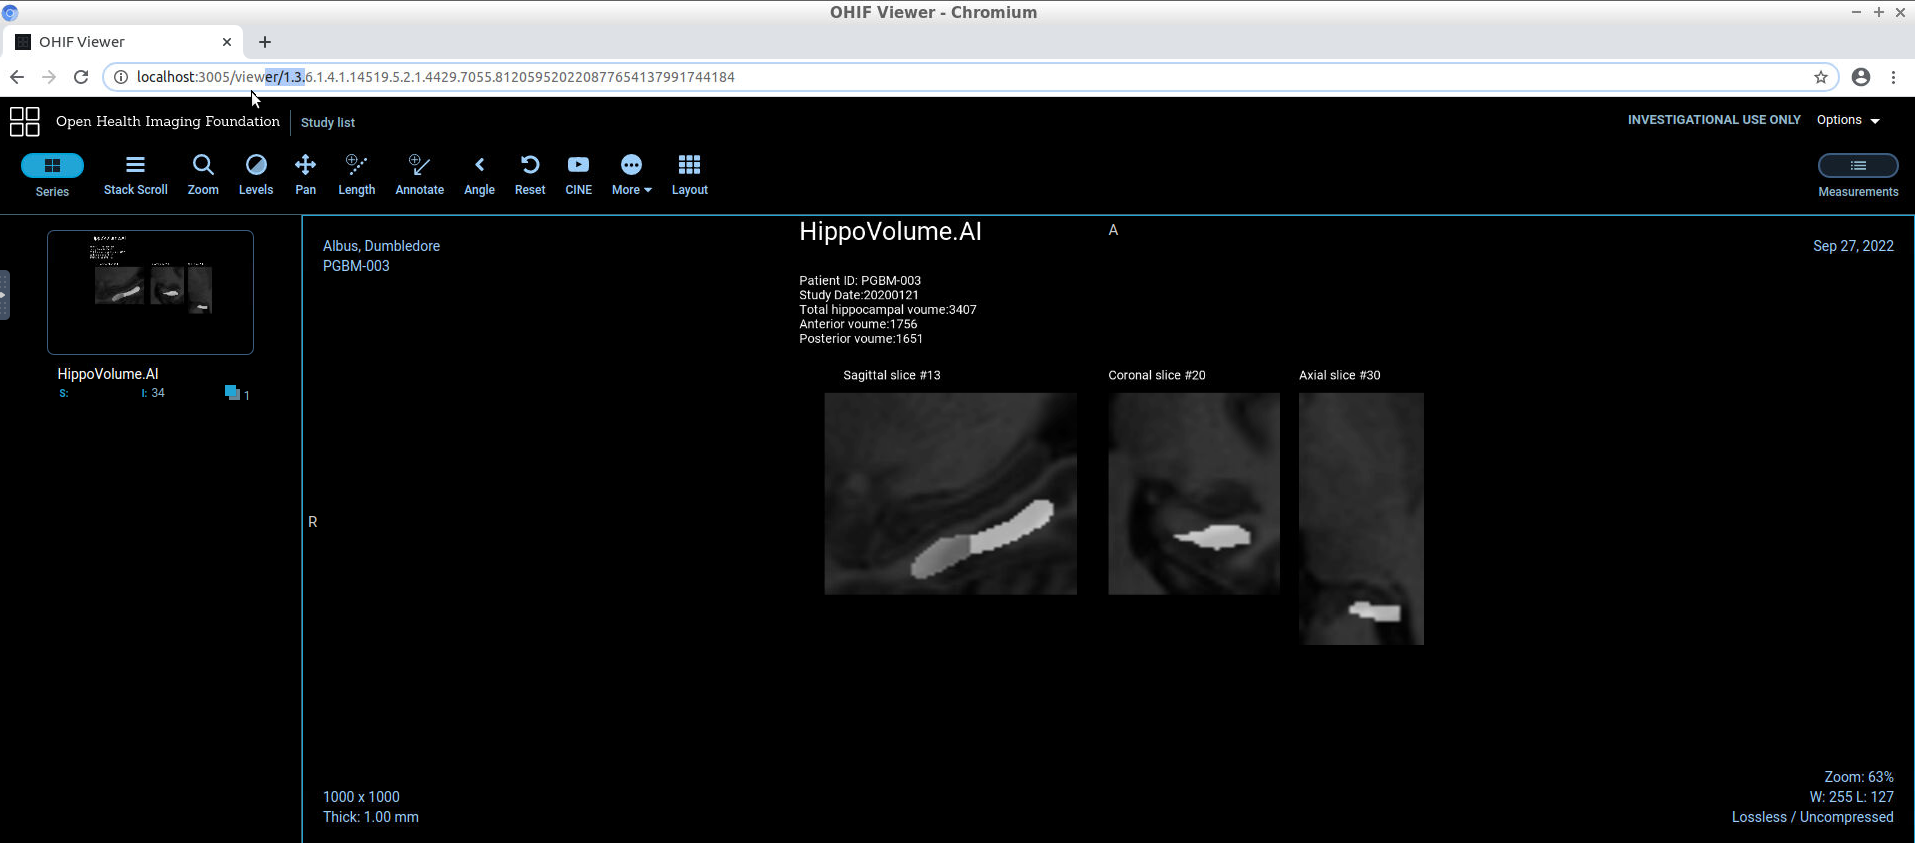 OHIF Viewer - Chromium
OHIF Viewer
localhost:3005/viewer/1.3.6.1.4.1.14519.5.2.1.4429.7055.812059520220877654137991744184
Open Health Imaging Foundation
Study list
INVESTIGATIONAL USE ONLY
Options
Series
Stack Scroll
Zoom
Levels
Pan
Length
Annotate
Angle
Reset
CINE
More
Layout
Measurements
HippoVolume.AI
S:
I: 34
1
Albus, Dumbledore
PGBM-003
HippoVolume.AI
A
Sep 27, 2022
Patient ID: PGBM-003
Study Date:20200121
Total hippocampal voume:3407
Anterior voume:1756
Posterior voume:1651
Sagittal slice #13
Coronal slice #20
Axial slice #30
R
1000 x 1000
Thick: 1.00 mm
Zoom: 63%
W: 255 L: 127
Lossless / Uncompressed